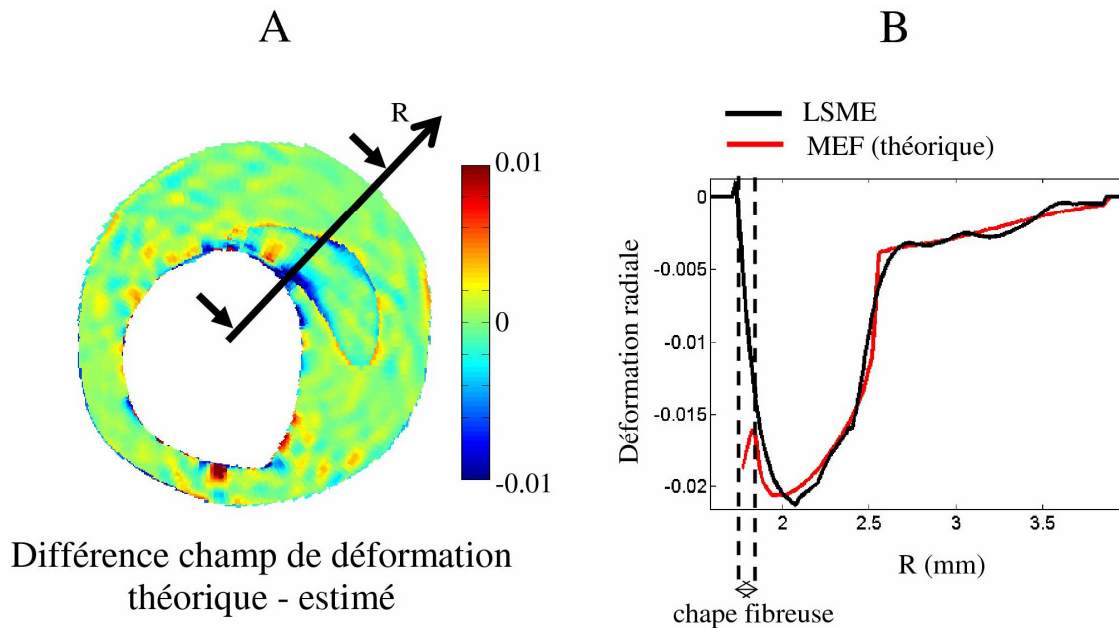 A
B
R
0.01
0
-0.01
Différence champ de déformation
théorique - estimé
LSME
MEF (théorique)
Déformation radiale
0
-0.005
-0.01
-0.015
-0.02
2
2.5
3
3.5
R (mm)
chape fibreuse